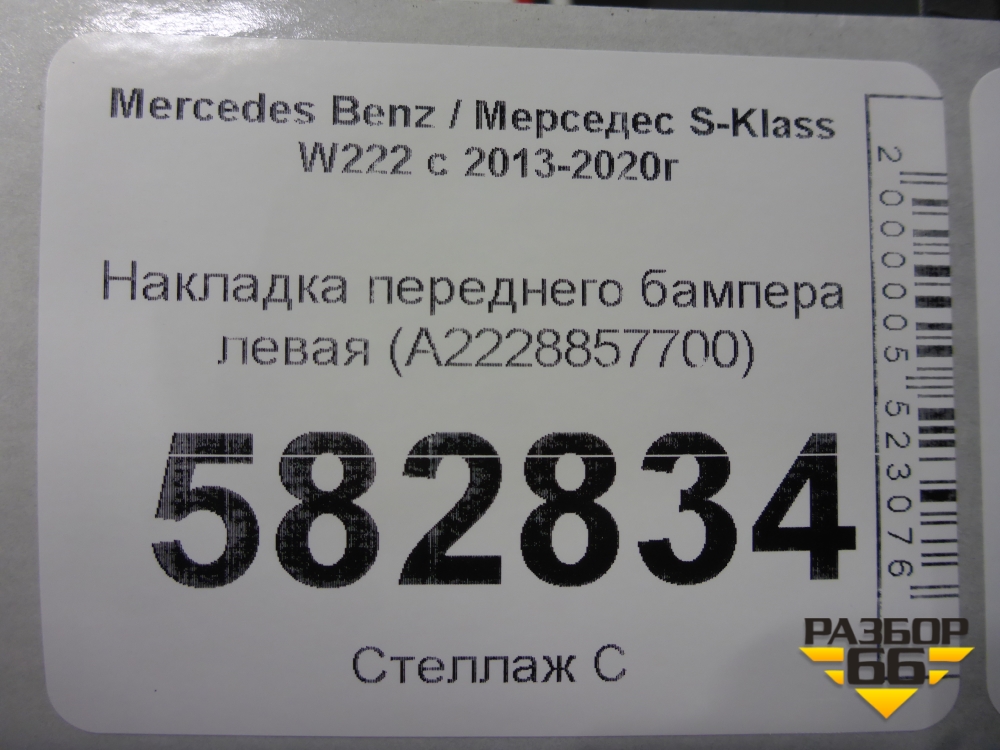 Mercedes Benz / Мерседес S-Klass
W222 с 2013-2020г
Накладка переднего бампера
левая (A2228857700)
582834
Стеллаж С
2000005523076
РАЗБОР
66